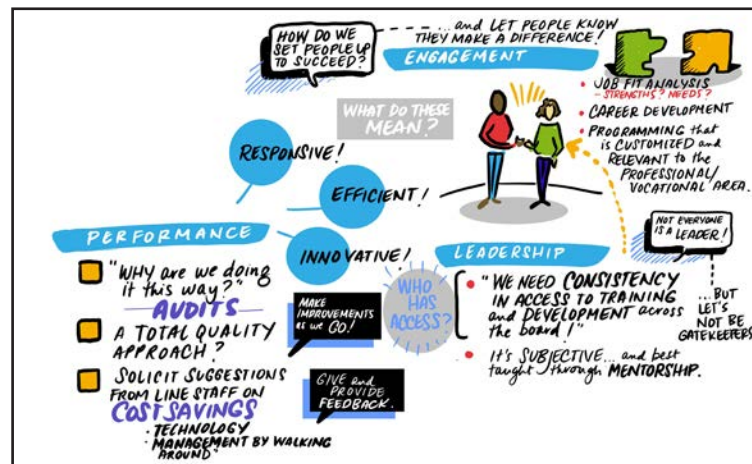 HOW DO WE
SET PEOPLE UP
TO SUCCEED?
...and LET PEOPLE KNOW
THEY MAKE A DIFFERENCE!
ENGAGEMENT
• JOB FIT ANALYSIS
- STRENGTHS? NEEDS?
• CAREER DEVELOPMENT
• PROGRAMMING that
is CUSTOMIZED and
RELEVANT to the
PROFESSIONAL/
VOCATIONAL AREA.
WHAT DO THESE
MEAN?
RESPONSIVE!
EFFICIENT!
INNOVATIVE!
PERFORMANCE
"WHY are we doing
it this way?"
AUDITS
A TOTAL QUALITY
APPROACH?
SOLICIT SUGGESTIONS
FROM LINE STAFF ON
COST SAVINGS
• TECHNOLOGY
• MANAGEMENT BY WALKING
AROUND"
MAKE
IMPROVEMENTS
as we GO!
GIVE and
PROVIDE
FEEDBACK.
WHO
HAS
ACCESS?
LEADERSHIP
• "WE NEED CONSISTENCY
IN ACCESS TO TRAINING
and DEVELOPMENT across
the board!"
• It's SUBJECTIVE... and best
taught through MENTORSHIP.
NOT EVERYONE
IS A LEADER!
...BUT
LET'S
NOT BE
GATEKEEPERS